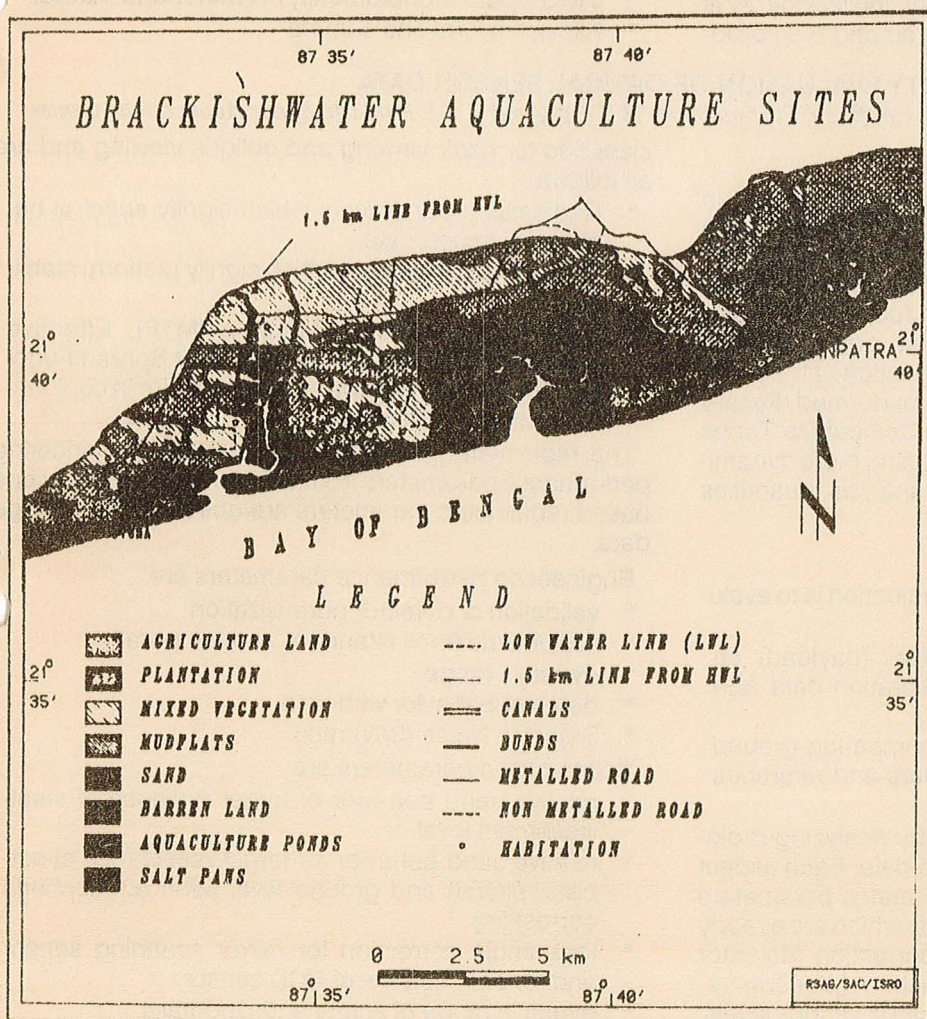 87 35' 87 40'
BRACKISHWATER AQUACULTURE SITES
1.5 km LINE FROM HWL
21° 21°
NPATRA
40' 40'
BAY OF BENGAL
N
LEGEND
AGRICULTURE LAND LOW WATER LINE (LWL)
PLANTATION 1.5 km LINE FROM HWL
21° 21°
35' 35'
MIXED VEGETATION CANALS
MUDFLATS BUNDS
SAND METALLED ROAD
BARREN LAND NON METALLED ROAD
AQUACULTURE PONDS HABITATION
SALT PANS
0 2.5 5 km
87°35' 87°40'
RSAG/SAC/ISRO